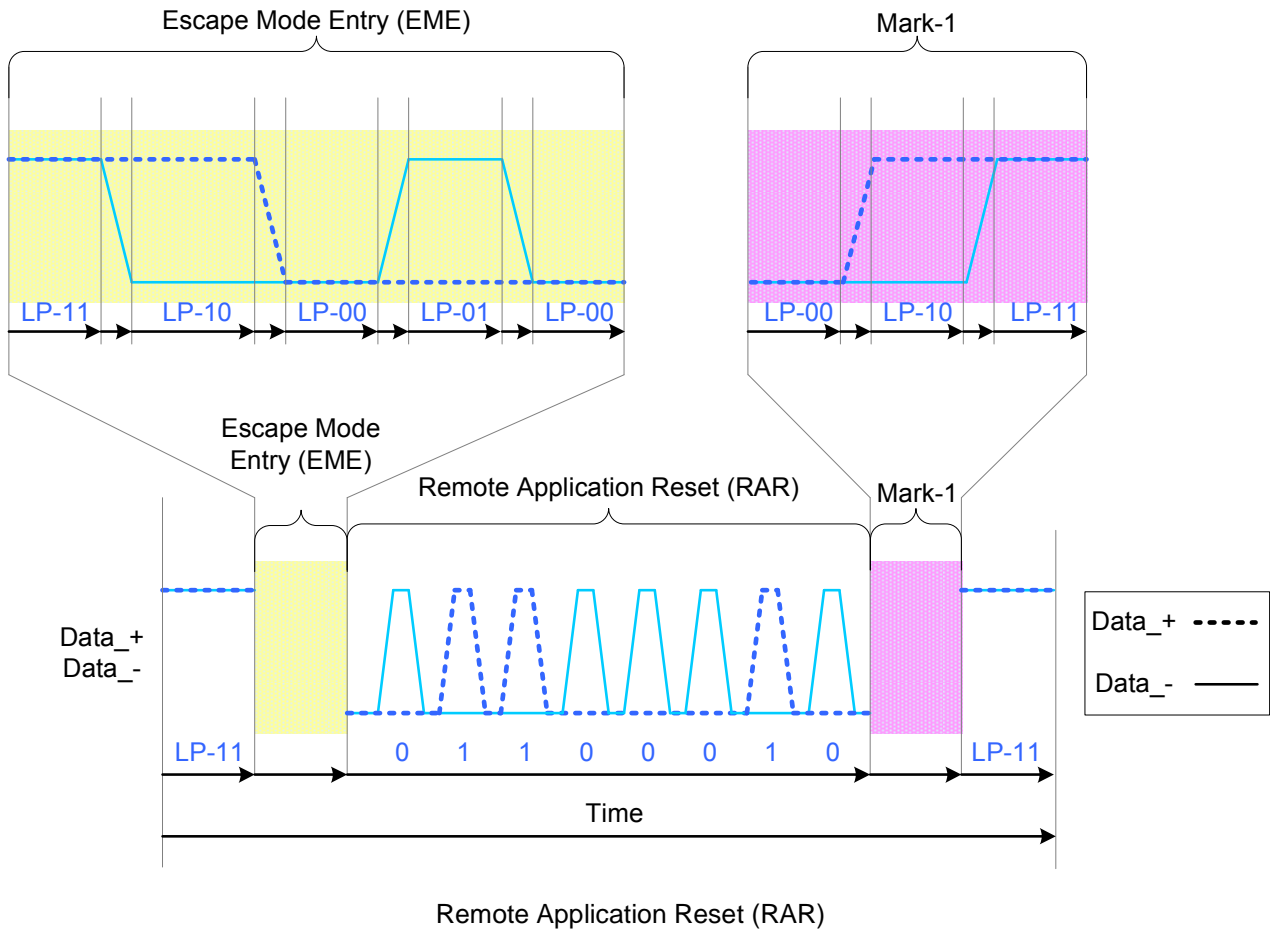 Escape Mode Entry (EME)
Mark-1
LP-11 LP-10 LP-00 LP-01 LP-00
LP-00 LP-10 LP-11
Escape Mode
Entry (EME)
Remote Application Reset (RAR)
Mark-1
Data_+
Data_-
Data_+
Data_-
LP-11 0 1 1 0 0 0 1 0 LP-11
Time
Remote Application Reset (RAR)